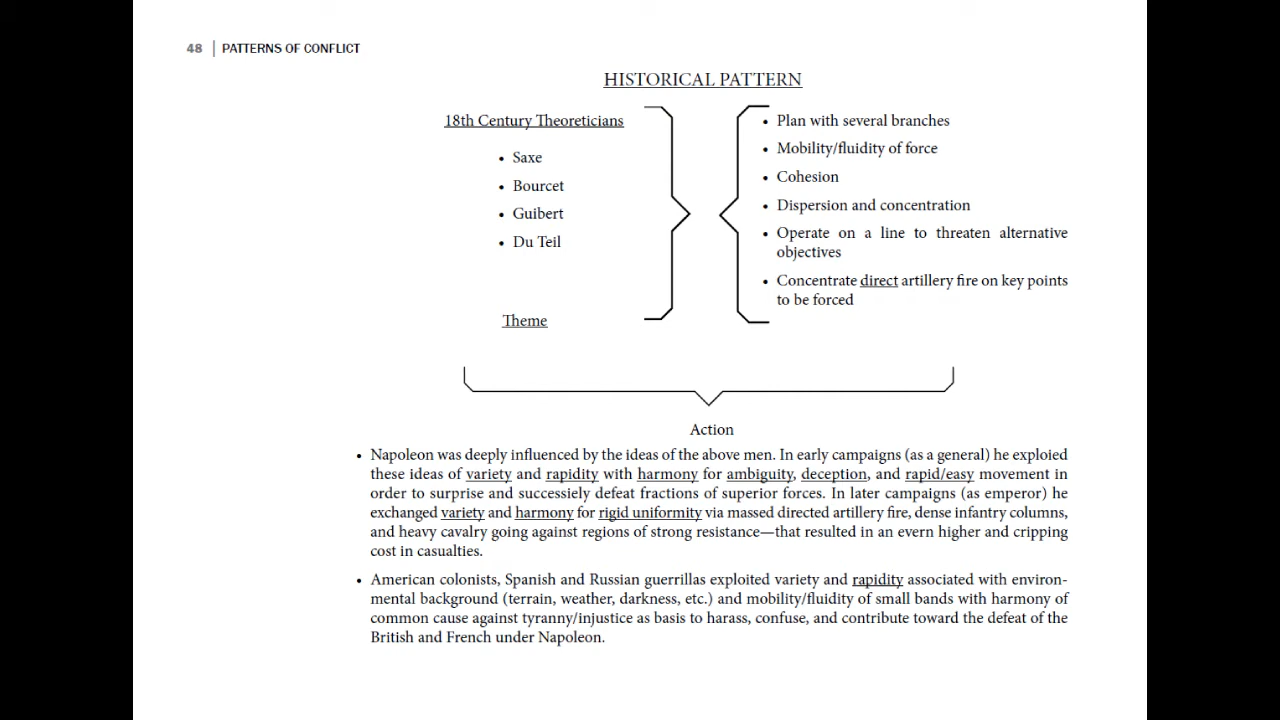 48 | PATTERNS OF CONFLICT
HISTORICAL PATTERN
18th Century Theoreticians
• Saxe
• Bourcet
• Guibert
• Du Teil
Theme
• Plan with several branches
• Mobility/fluidity of force
• Cohesion
• Dispersion and concentration
• Operate on a line to threaten alternative
objectives
• Concentrate direct artillery fire on key points
to be forced
Action
• Napoleon was deeply influenced by the ideas of the above men. In early campaigns (as a general) he exploied
these ideas of variety and rapidity with harmony for ambiguity, deception, and rapid/easy movement in
order to surprise and successiely defeat fractions of superior forces. In later campaigns (as emperor) he
exchanged variety and harmony for rigid uniformity via massed directed artillery fire, dense infantry columns,
and heavy cavalry going against regions of strong resistance—that resulted in an evern higher and cripping
cost in casualties.
• American colonists, Spanish and Russian guerrillas exploited variety and rapidity associated with environ-
mental background (terrain, weather, darkness, etc.) and mobility/fluidity of small bands with harmony of
common cause against tyranny/injustice as basis to harass, confuse, and contribute toward the defeat of the
British and French under Napoleon.